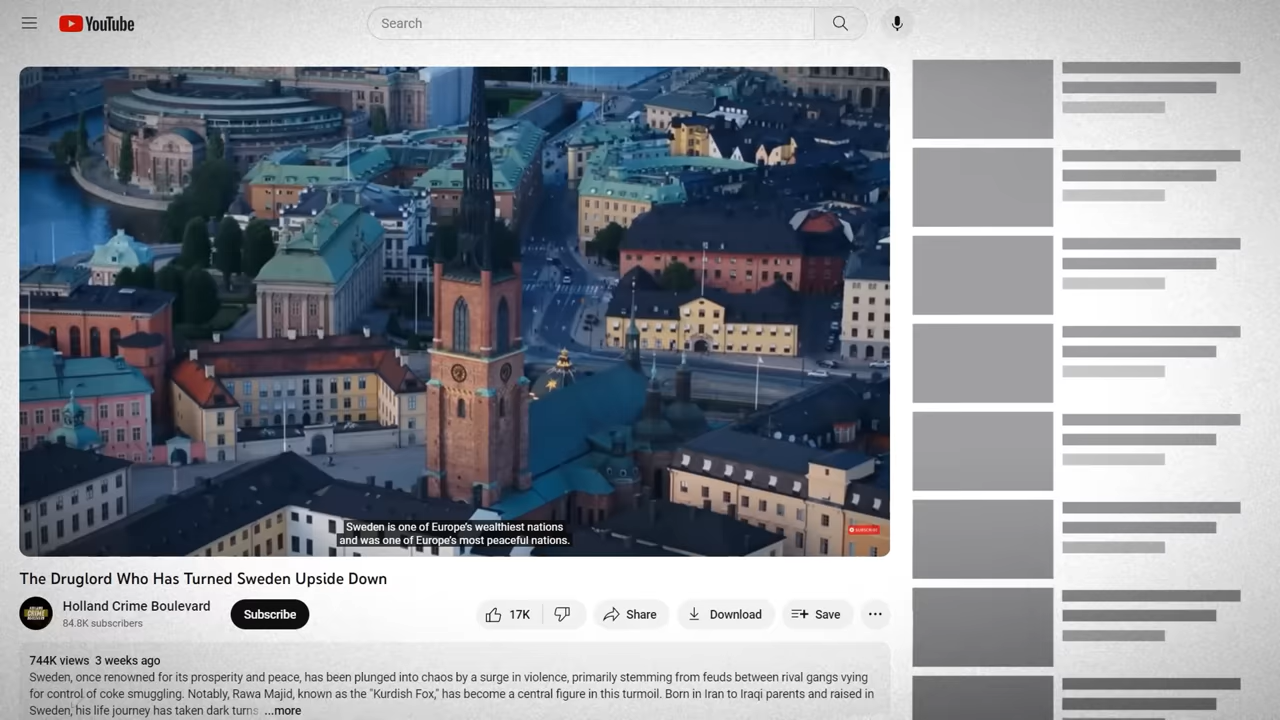 YouTube
Search
Sweden is one of Europe's wealthiest nations
and was one of Europe's most peaceful nations.
SUBSCRIBE
The Druglord Who Has Turned Sweden Upside Down
Holland Crime Boulevard
84.8K subscribers
Subscribe
17K
Share
Download
Save
744K views 3 weeks ago
Sweden, once renowned for its prosperity and peace, has been plunged into chaos by a surge in violence, primarily stemming from feuds between rival gangs vying
for control of coke smuggling. Notably, Rawa Majid, known as the "Kurdish Fox," has become a central figure in this turmoil. Born in Iran to Iraqi parents and raised in
Sweden, his life journey has taken dark turns ...more